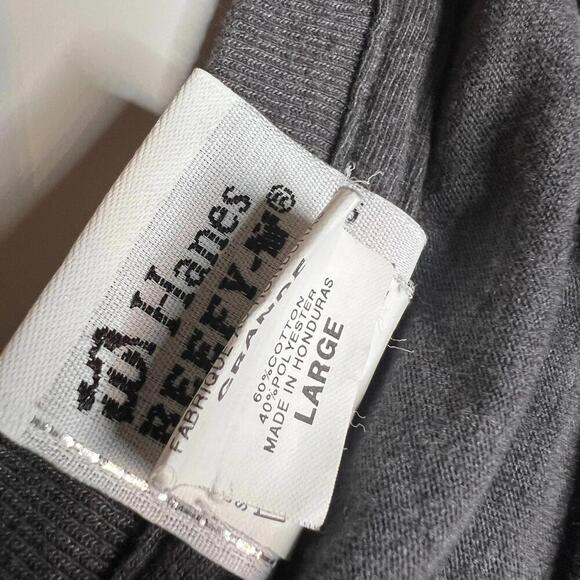 Hanes
BEEFY-T®
FABRIQUE
GRANDE
60%COTTON
40%POLYESTER
MADE IN HONDURAS
LARGE